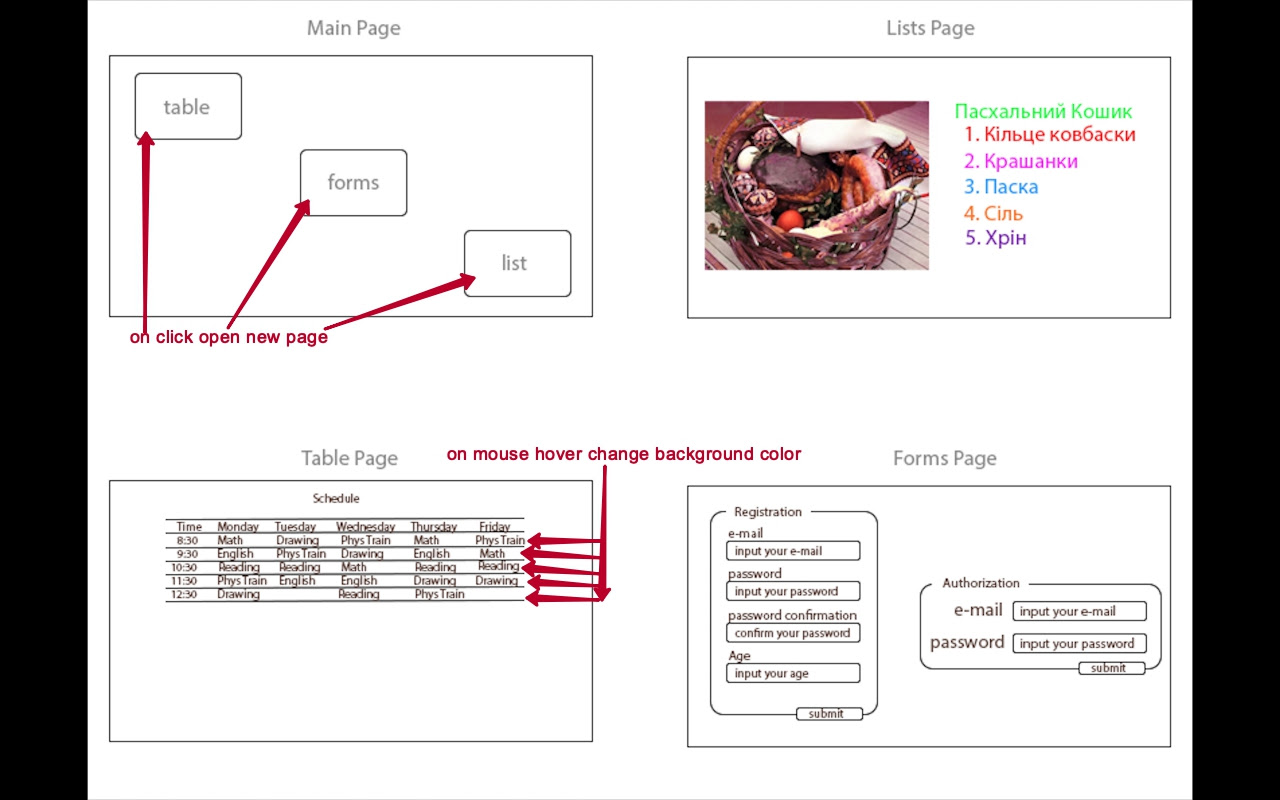 Main Page
table
forms
list
on click open new page
Lists Page
Пасхальний Кошик
1. Кільце ковбаски
2. Крашанки
3. Паска
4. Сіль
5. Хрін
Table Page
on mouse hover change background color
Schedule
Time Monday Tuesday Wednesday Thursday Friday
8:30 Math Drawing Phys Train Math Phys Train
9:30 English Phys Train Drawing English Math
10:30 Reading Reading Math Reading Reading
11:30 Phys Train English English Drawing Drawing
12:30 Drawing Reading Phys Train
Forms Page
Registration
e-mail
input your e-mail
password
input your password
password confirmation
confirm your password
Age
input your age
submit
Authorization
e-mail input your e-mail
password input your password
submit